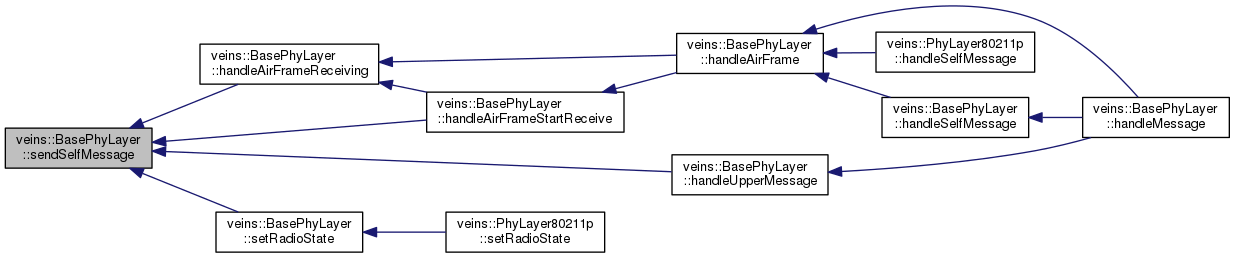 veins::BasePhyLayer
::sendSelfMessage
veins::BasePhyLayer
::handleAirFrameReceiving
veins::BasePhyLayer
::handleAirFrameStartReceive
veins::BasePhyLayer
::handleAirFrame
veins::PhyLayer80211p
::handleSelfMessage
veins::BasePhyLayer
::handleSelfMessage
veins::BasePhyLayer
::handleMessage
veins::BasePhyLayer
::handleUpperMessage
veins::BasePhyLayer
::setRadioState
veins::PhyLayer80211p
::setRadioState